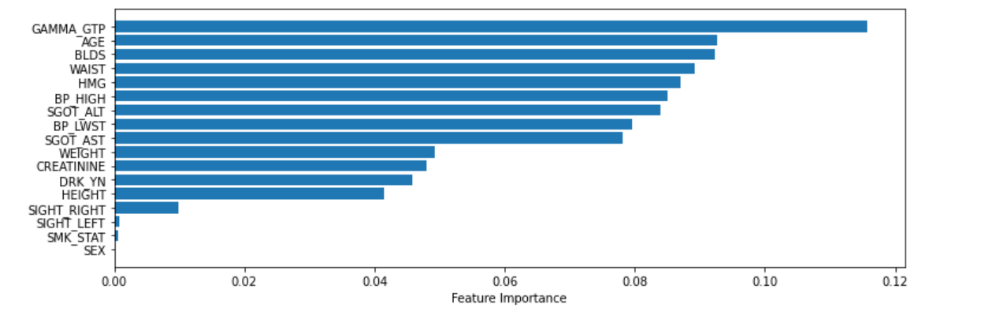 GAMMA_GTP
AGE
BLDS
WAIST
HMG
BP_HIGH
SGOT_ALT
BP_LWST
SGOT_AST
WEIGHT
CREATININE
DRK_YN
HEIGHT
SIGHT_RIGHT
SIGHT_LEFT
SMK_STAT
SEX
0.00 0.02 0.04 0.06 0.08 0.10 0.12
Feature Importance